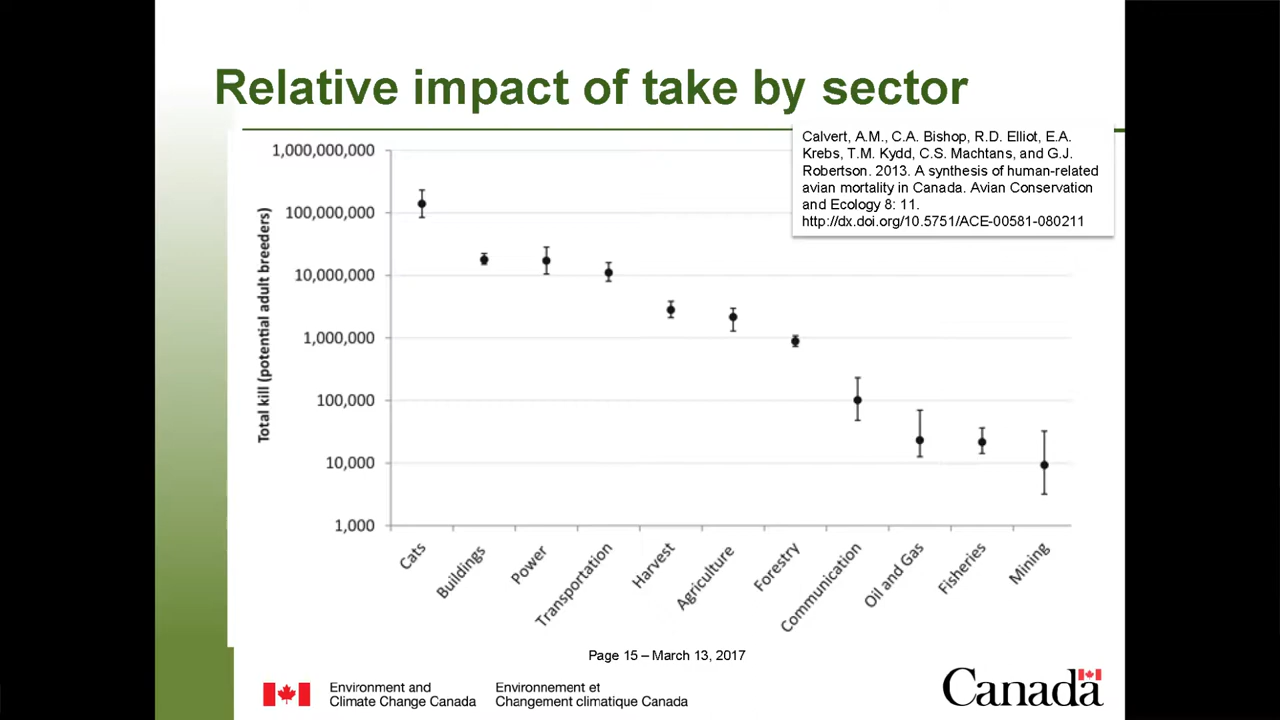 Relative impact of take by sector
Calvert, A.M., C.A. Bishop, R.D. Elliot, E.A.
Krebs, T.M. Kydd, C.S. Machtans, and G.J.
Robertson. 2013. A synthesis of human-related
avian mortality in Canada. Avian Conservation
and Ecology 8: 11.
http://dx.doi.org/10.5751/ACE-00581-080211
Total kill (potential adult breeders)
1,000,000,000
100,000,000
10,000,000
1,000,000
100,000
10,000
1,000
Cats
Buildings
Power
Transportation
Harvest
Agriculture
Forestry
Communication
Oil and Gas
Fisheries
Mining
Page 15 – March 13, 2017
Environment and
Climate Change Canada
Environnement et
Changement climatique Canada
Canada